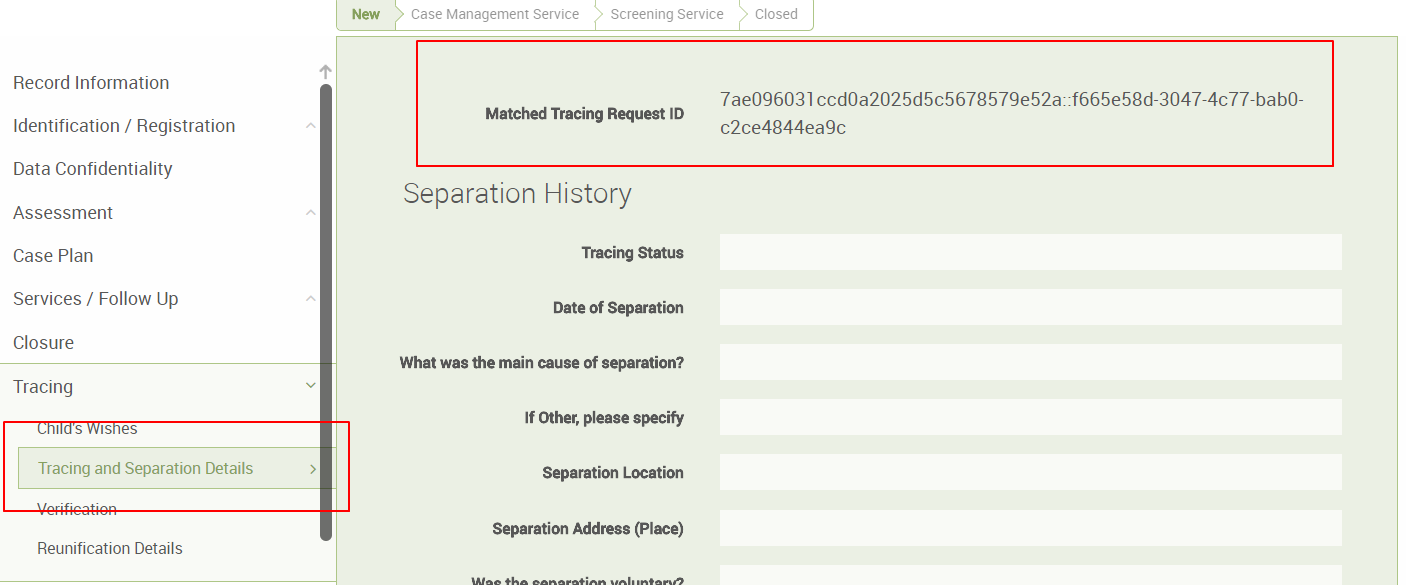 New
Case Management Service
Screening Service
Closed
Record Information
Identification / Registration
Data Confidentiality
Assessment
Case Plan
Services / Follow Up
Closure
Tracing
Child's Wishes
Tracing and Separation Details
Verification
Reunification Details
Matched Tracing Request ID
7ae096031ccd0a2025d5c5678579e52a::f665e58d-3047-4c77-bab0-
c2ce4844ea9c
Separation History
Tracing Status
Date of Separation
What was the main cause of separation?
If Other, please specify
Separation Location
Separation Address (Place)
Was the separation voluntary?